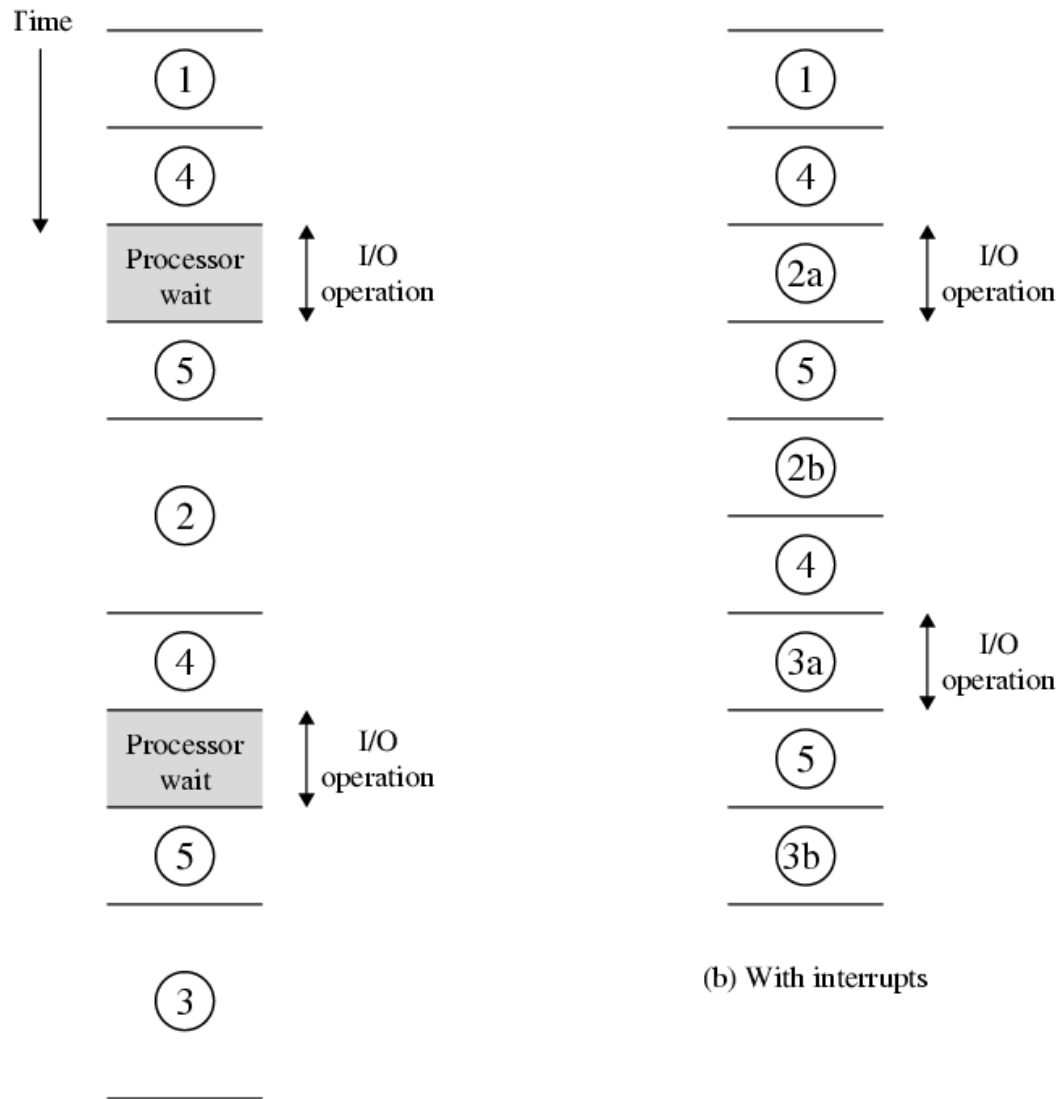 Time
1
4
Processor
wait
I/O
operation
5
2
4
Processor
wait
I/O
operation
5
3
1
4
2a
I/O
operation
5
2b
4
3a
I/O
operation
5
3b
(b) With interrupts